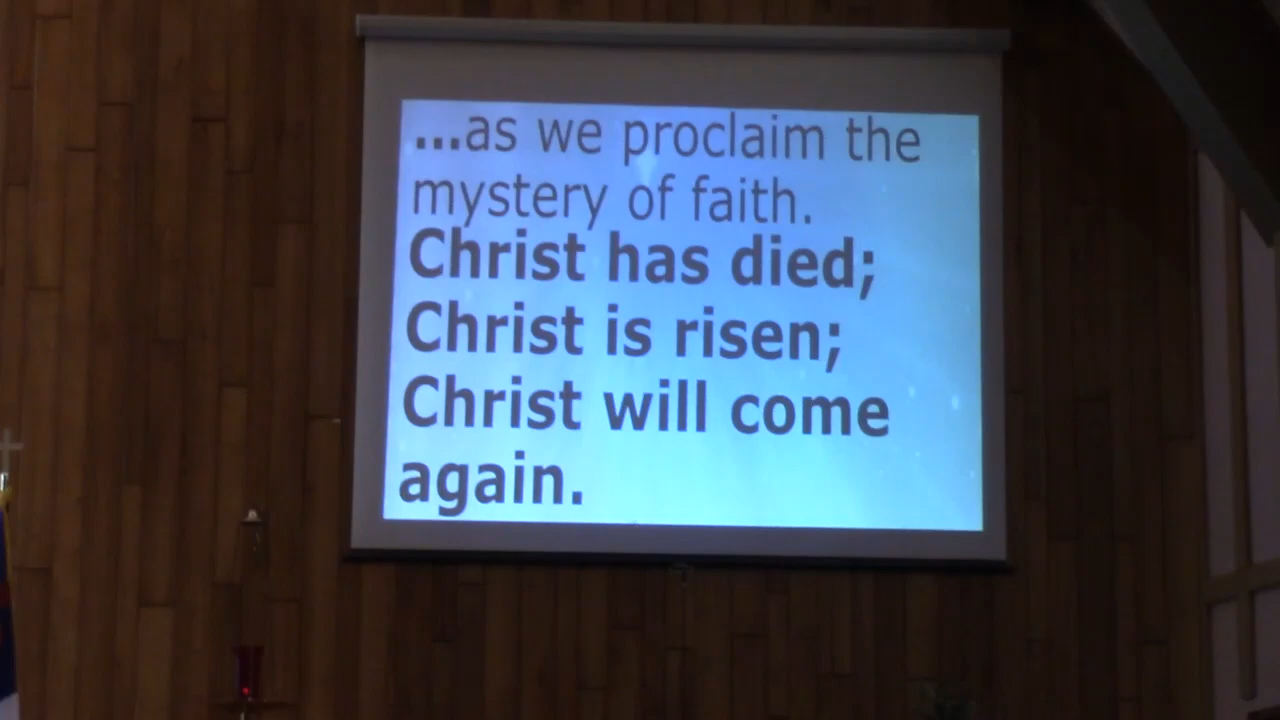 ...as we proclaim the
mystery of faith.
Christ has died;
Christ is risen;
Christ will come
again.